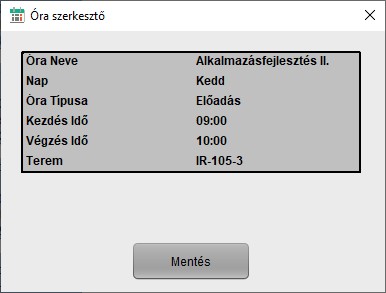 Óra szerkesztő
Óra Neve Alkalmazásfejlesztés II.
Nap Kedd
Óra Típusa Előadás
Kezdés Idő 09:00
Végzés Idő 10:00
Terem IR-105-3
Mentés